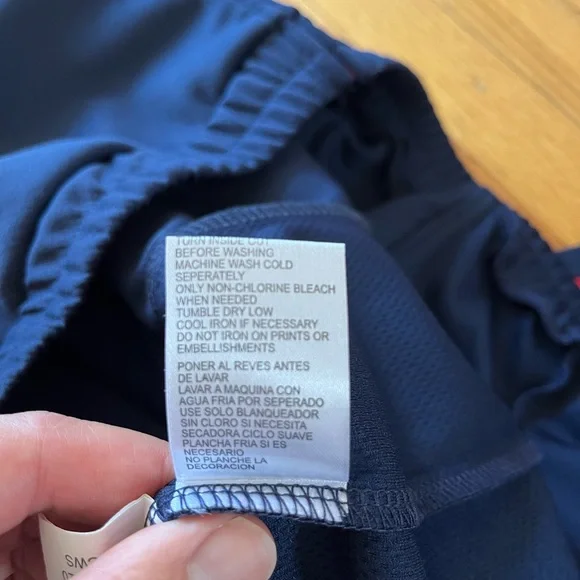 TURN INSIDE OUT
BEFORE WASHING
MACHINE WASH COLD
SEPERATELY
ONLY NON-CHLORINE BLEACH
WHEN NEEDED
TUMBLE DRY LOW
COOL IRON IF NECESSARY
DO NOT IRON ON PRINTS OR
EMBELLISHMENTS
PONER AL REVES ANTES
DE LAVAR
LAVAR A MAQUINA CON
AGUA FRIA POR SEPERADO
USE SOLO BLANQUEADOR
SIN CLORO SI NECESITA
SECADORA CICLO SUAVE
PLANCHA FRIA SI ES
NECESARIO
NO PLANCHE LA
DECORACION